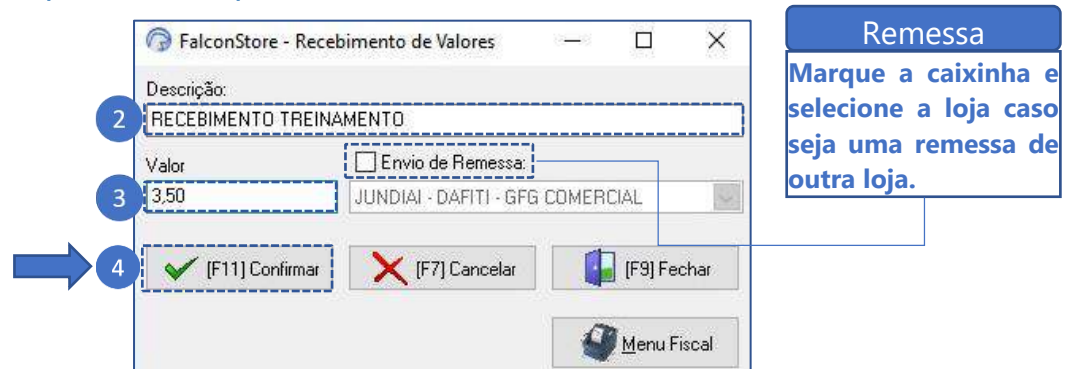 FalconStore - Recebimento de Valores
Remessa
Marque a caixinha e
selecione a loja caso
seja uma remessa de
outra loja.
Descrição:
2 RECEBIMENTO TREINAMENTO
Valor
Envio de Remessa:
3 3,50
JUNDIAI - DAFITI - GFG COMERCIAL
4 [F11] Confirmar
[F7] Cancelar
[F9] Fechar
Menu Fiscal